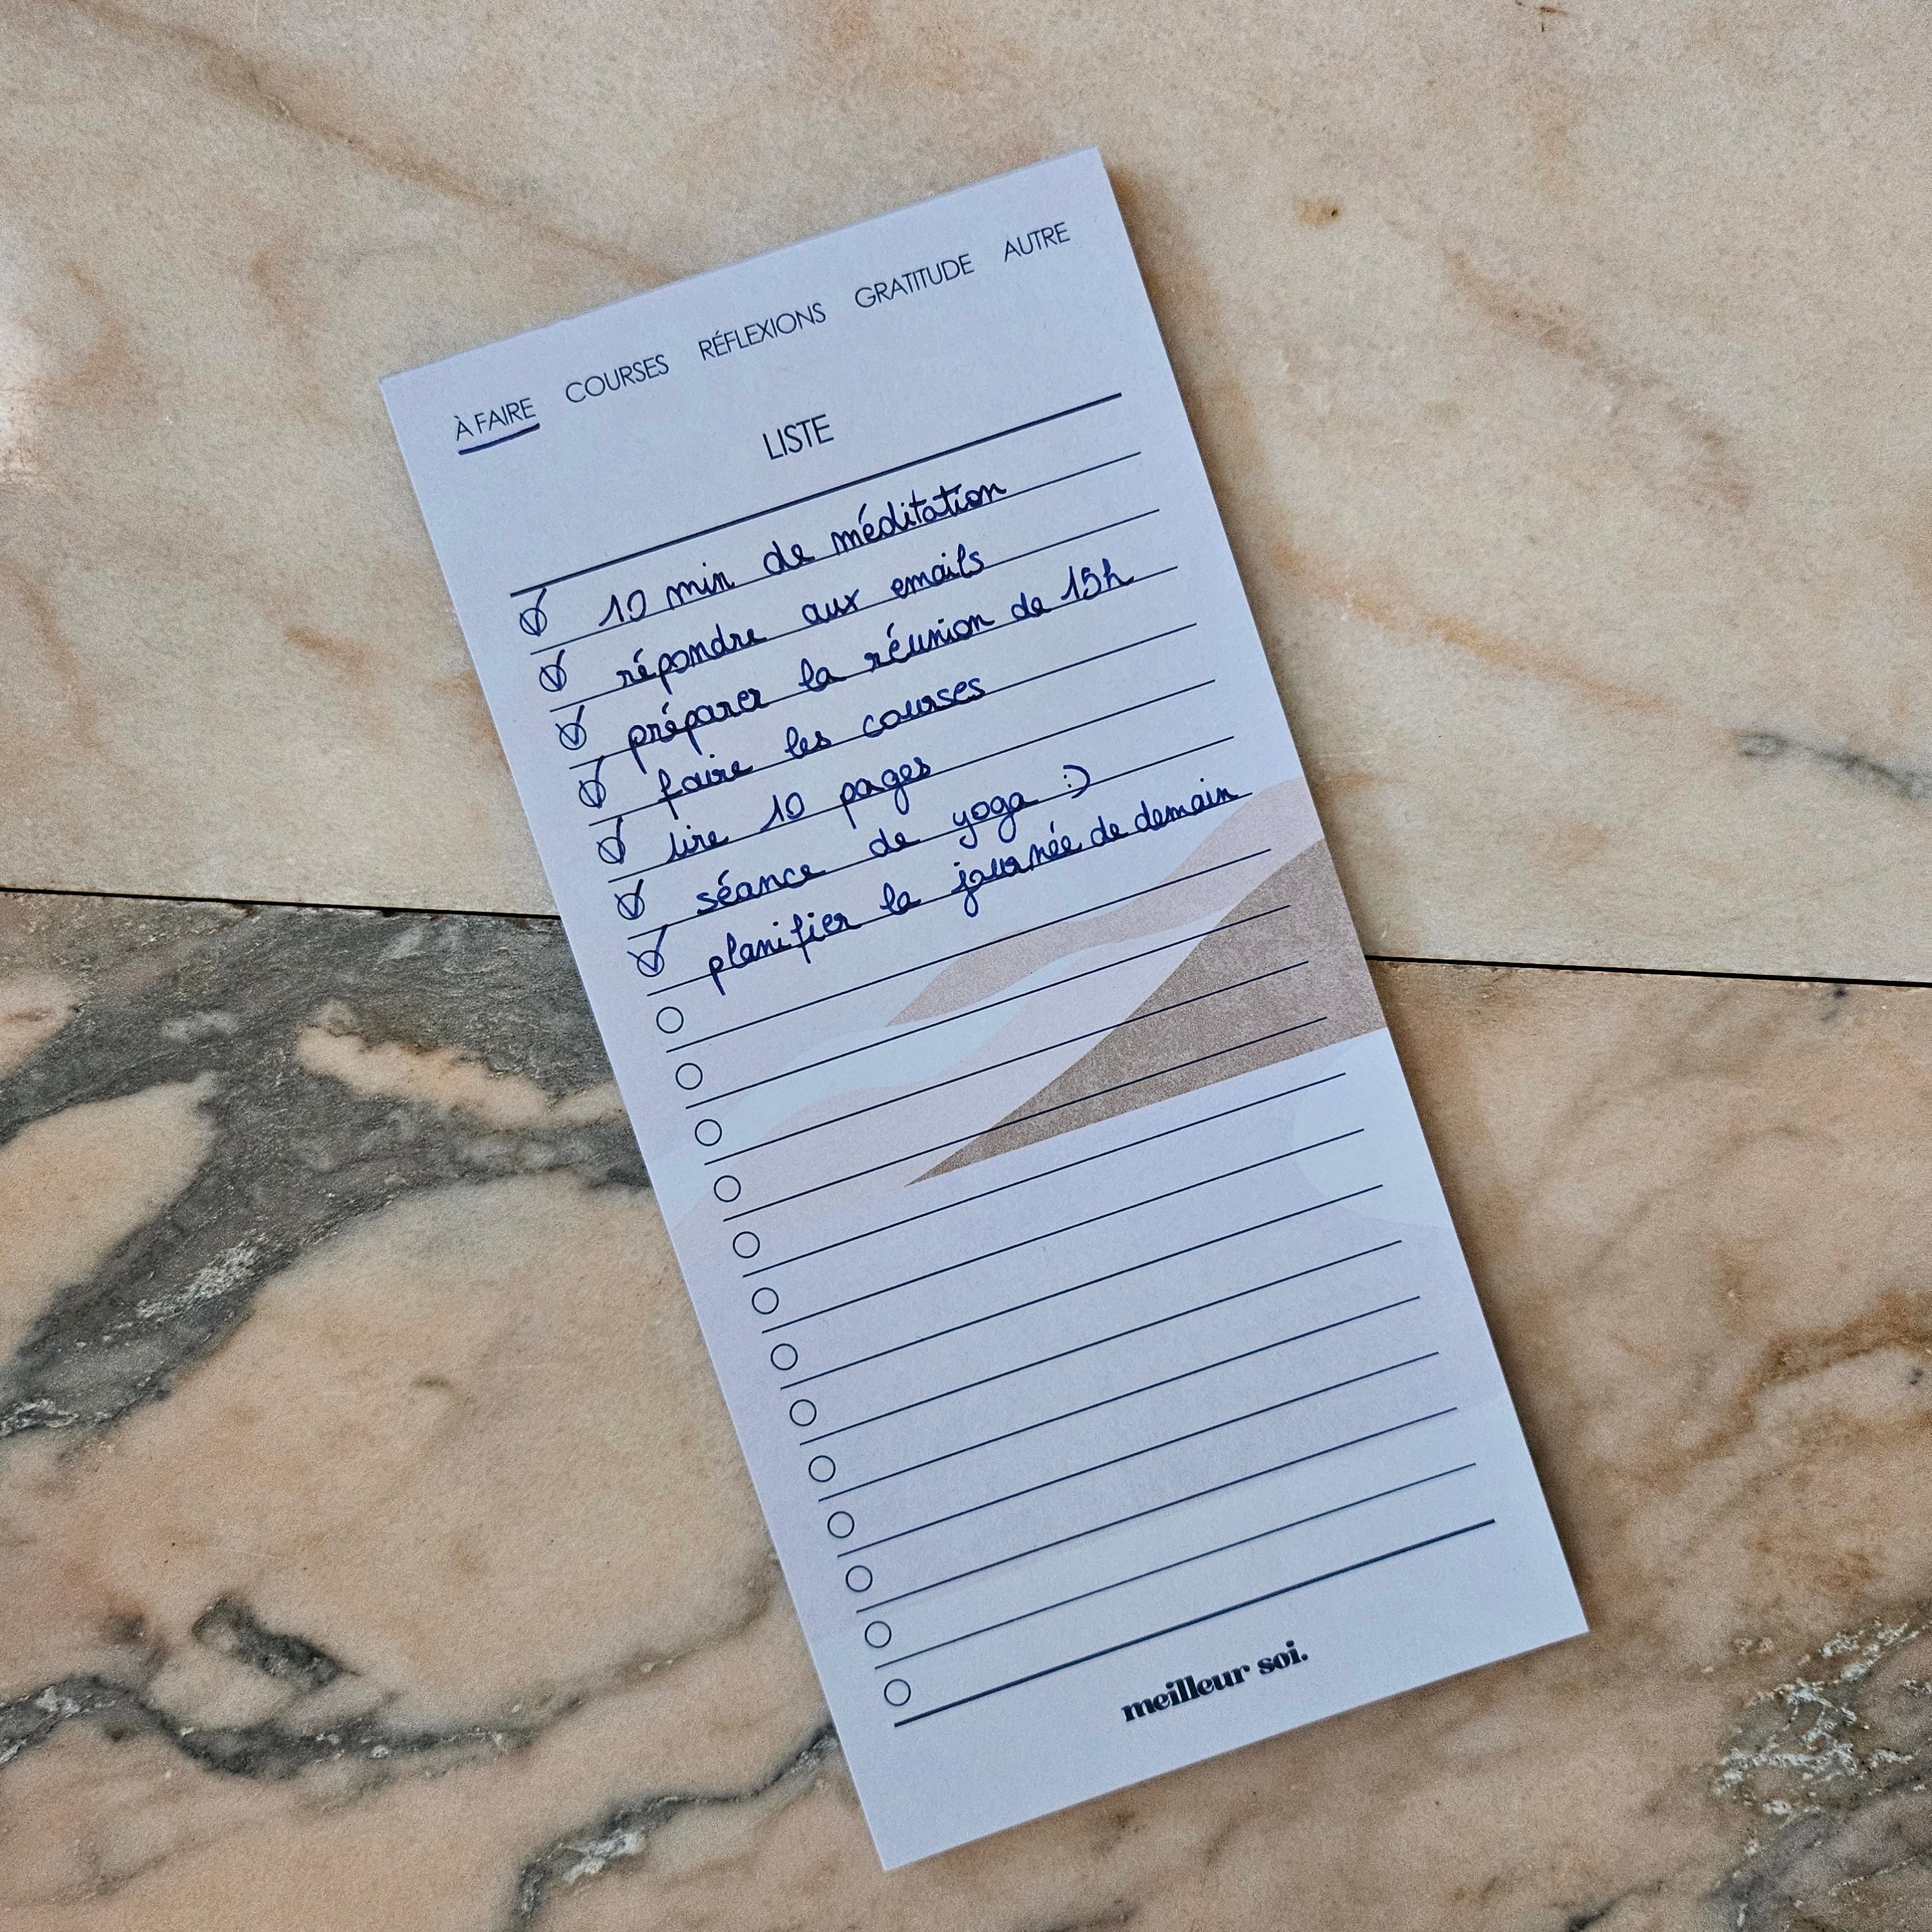 À FAIRE COURSES RÉFLEXIONS GRATITUDE AUTRE
LISTE
10 min de méditation
répondre aux emails
préparer la réunion de 15h
faire les courses
lire 10 pages
séance de yoga :)
planifier la journée de demain
meilleur soi.